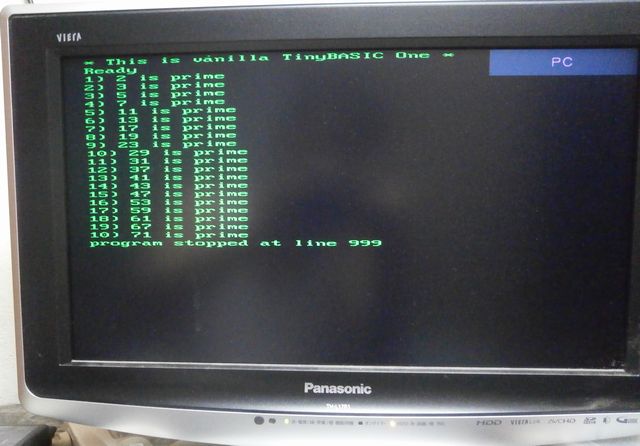 VIERA
* This is vanilla TinyBASIC One *
PC
Ready
1) 2 is prime
2) 3 is prime
3) 5 is prime
4) 7 is prime
5) 11 is prime
6) 13 is prime
7) 17 is prime
8) 19 is prime
9) 23 is prime
10) 29 is prime
11) 31 is prime
12) 37 is prime
13) 41 is prime
14) 43 is prime
15) 47 is prime
16) 53 is prime
17) 59 is prime
18) 61 is prime
19) 67 is prime
10) 71 is prime
program stopped at line 999
Panasonic
HDD VIERA Link AVCHD